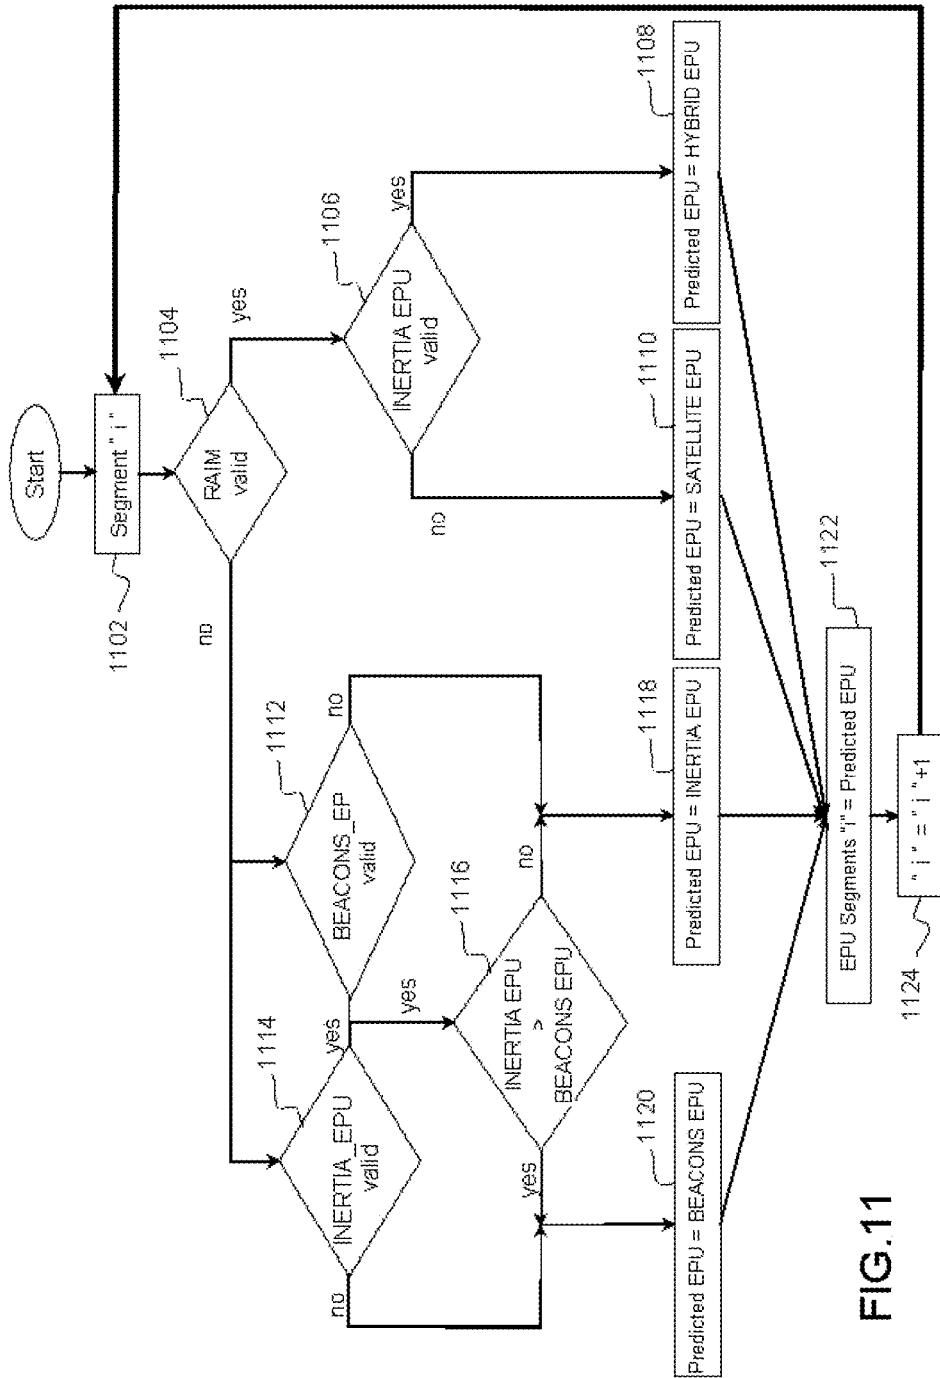 Start
Segment " i "
1102
RAIM
valid
1104
yes
no
INERTIA EPU
valid
1106
yes
no
BEACONS_EP
valid
1112
no
yes
INERTIA_EPU
valid
1114
yes
no
INERTIA EPU
>
BEACONS EPU
1116
no
yes
Predicted EPU = BEACONS EPU
1120
Predicted EPU = INERTIA EPU
1118
Predicted EPU = SATELLITE EPU
1110
Predicted EPU = HYBRID EPU
1108
EPU Segments "i" = Predicted EPU
1122
" i " = " i "+1
1124
FIG.11